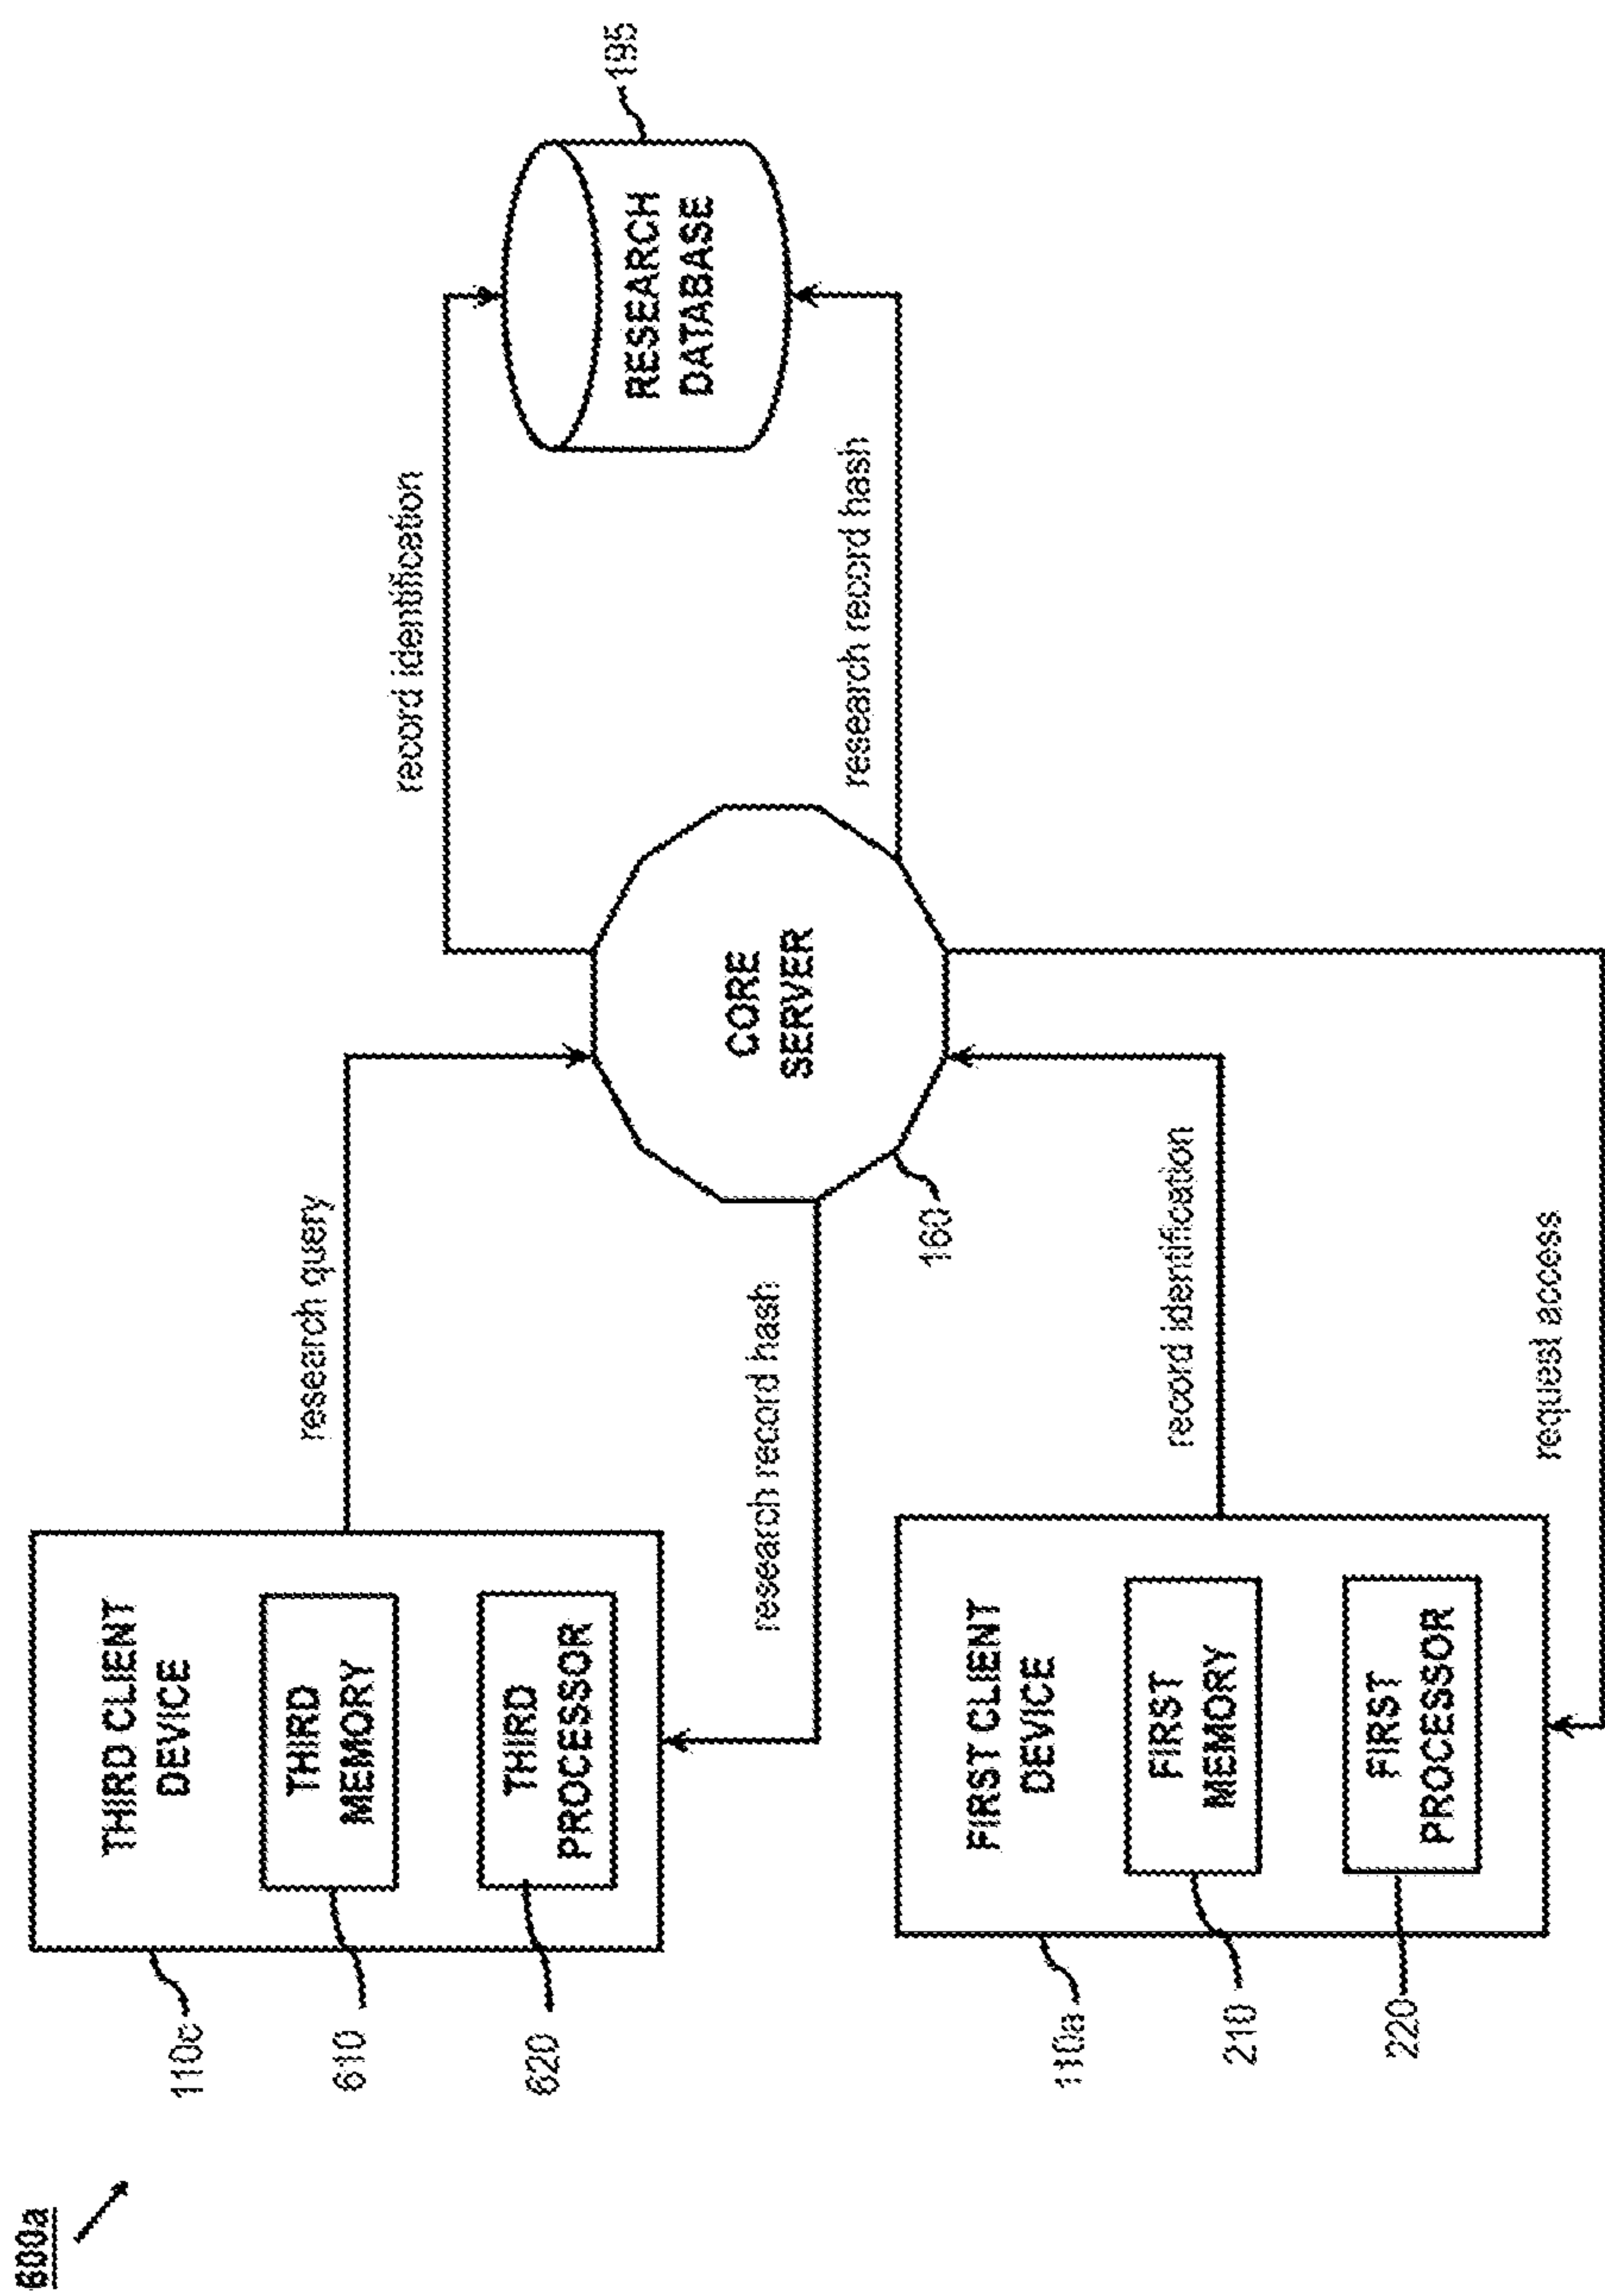 600a
THIRD CLIENT
DEVICE
THIRD
MEMORY
THIRD
PROCESSOR
110c
610
620
research query
research record hash
CORE
SERVER
160
record identification
research record hash
RESEARCH
DATABASE
195
FIRST CLIENT
DEVICE
FIRST
MEMORY
FIRST
PROCESSOR
110a
210
220
record identification
request access